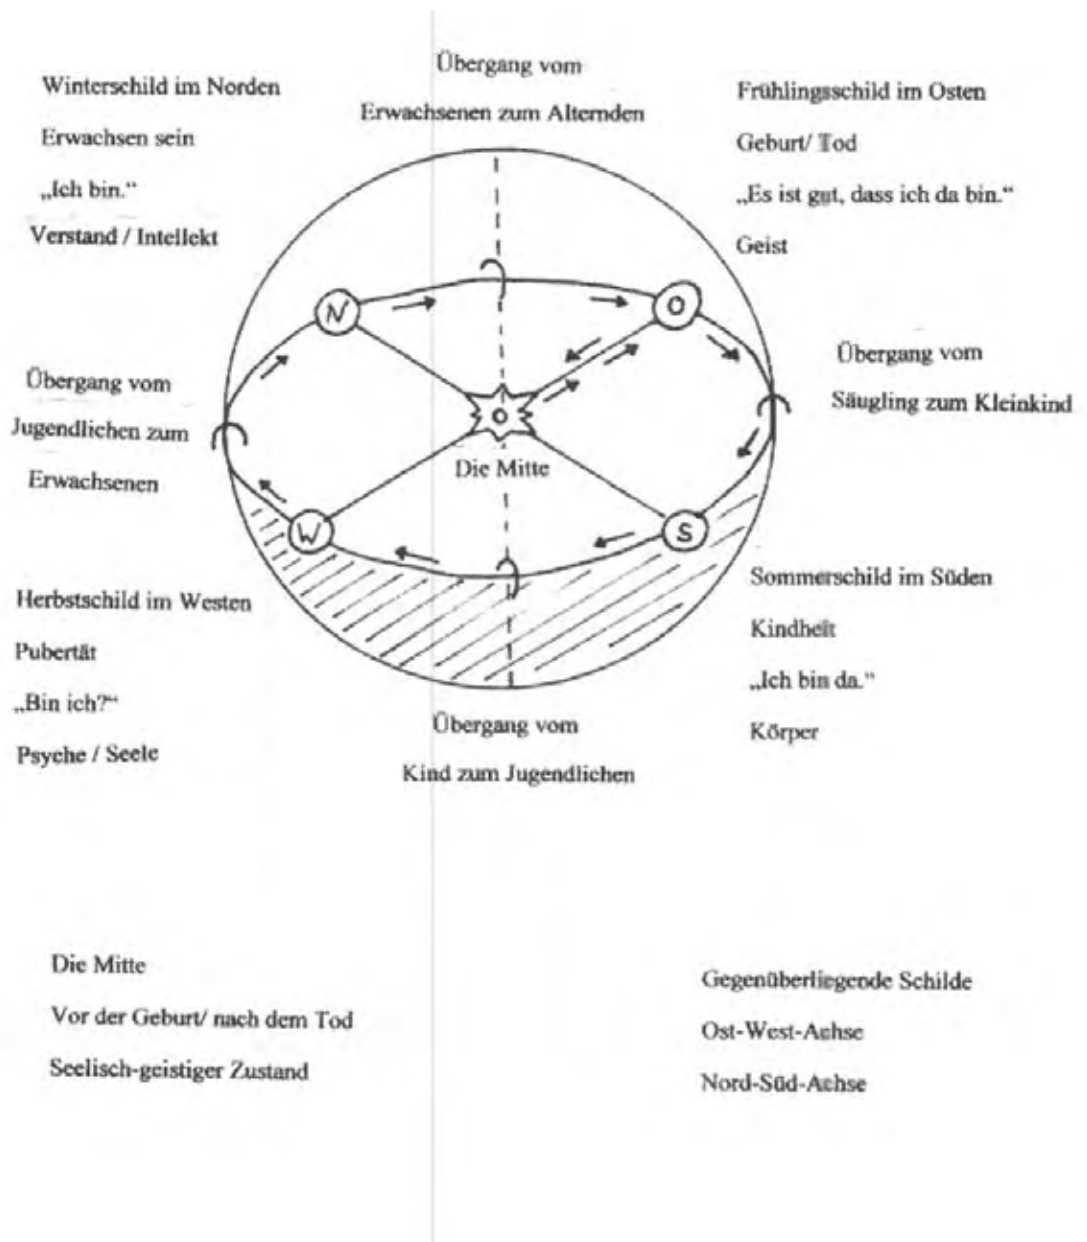 Übergang vom
Erwachsenen zum Alternden
Winterschild im Norden
Erwachsen sein
„Ich bin.“
Verstand / Intellekt
Frühlingsschild im Osten
Geburt/ Tod
„Es ist gut, dass ich da bin.“
Geist
N
O
Übergang vom
Jugendlichen zum
Erwachsenen
Übergang vom
Säugling zum Kleinkind
Die Mitte
W
S
Herbstschild im Westen
Pubertät
„Bin ich?“
Psyche / Seele
Sommerschild im Süden
Kindheit
„Ich bin da.“
Körper
Übergang vom
Kind zum Jugendlichen
Die Mitte
Vor der Geburt/ nach dem Tod
Seelisch-geistiger Zustand
Gegenüberliegende Schilde
Ost-West-Achse
Nord-Süd-Achse